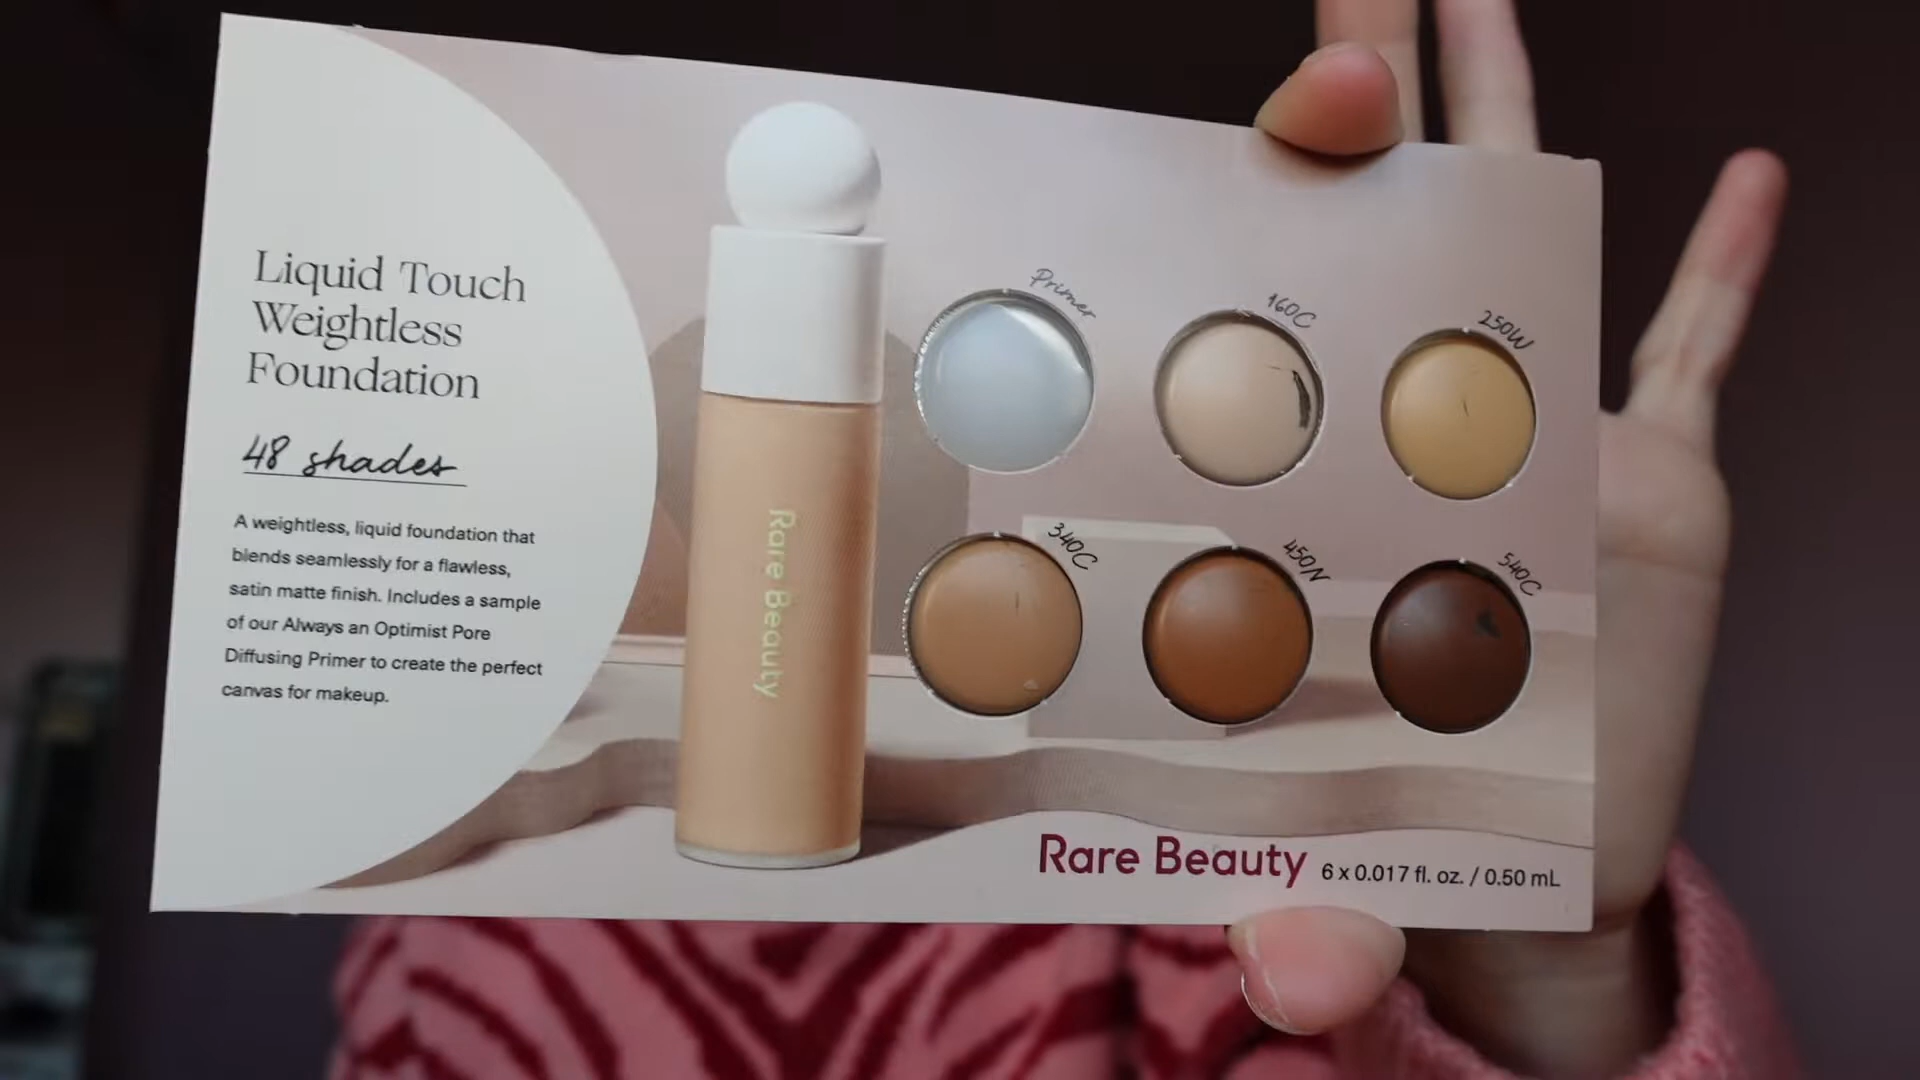 Liquid Touch
Weightless
Foundation
48 shades
A weightless, liquid foundation that
blends seamlessly for a flawless,
satin matte finish. Includes a sample
of our Always an Optimist Pore
Diffusing Primer to create the perfect
canvas for makeup.
Rare Beauty
Primer
160C
250W
340C
450N
540C
Rare Beauty 6 x 0.017 fl. oz. / 0.50 mL